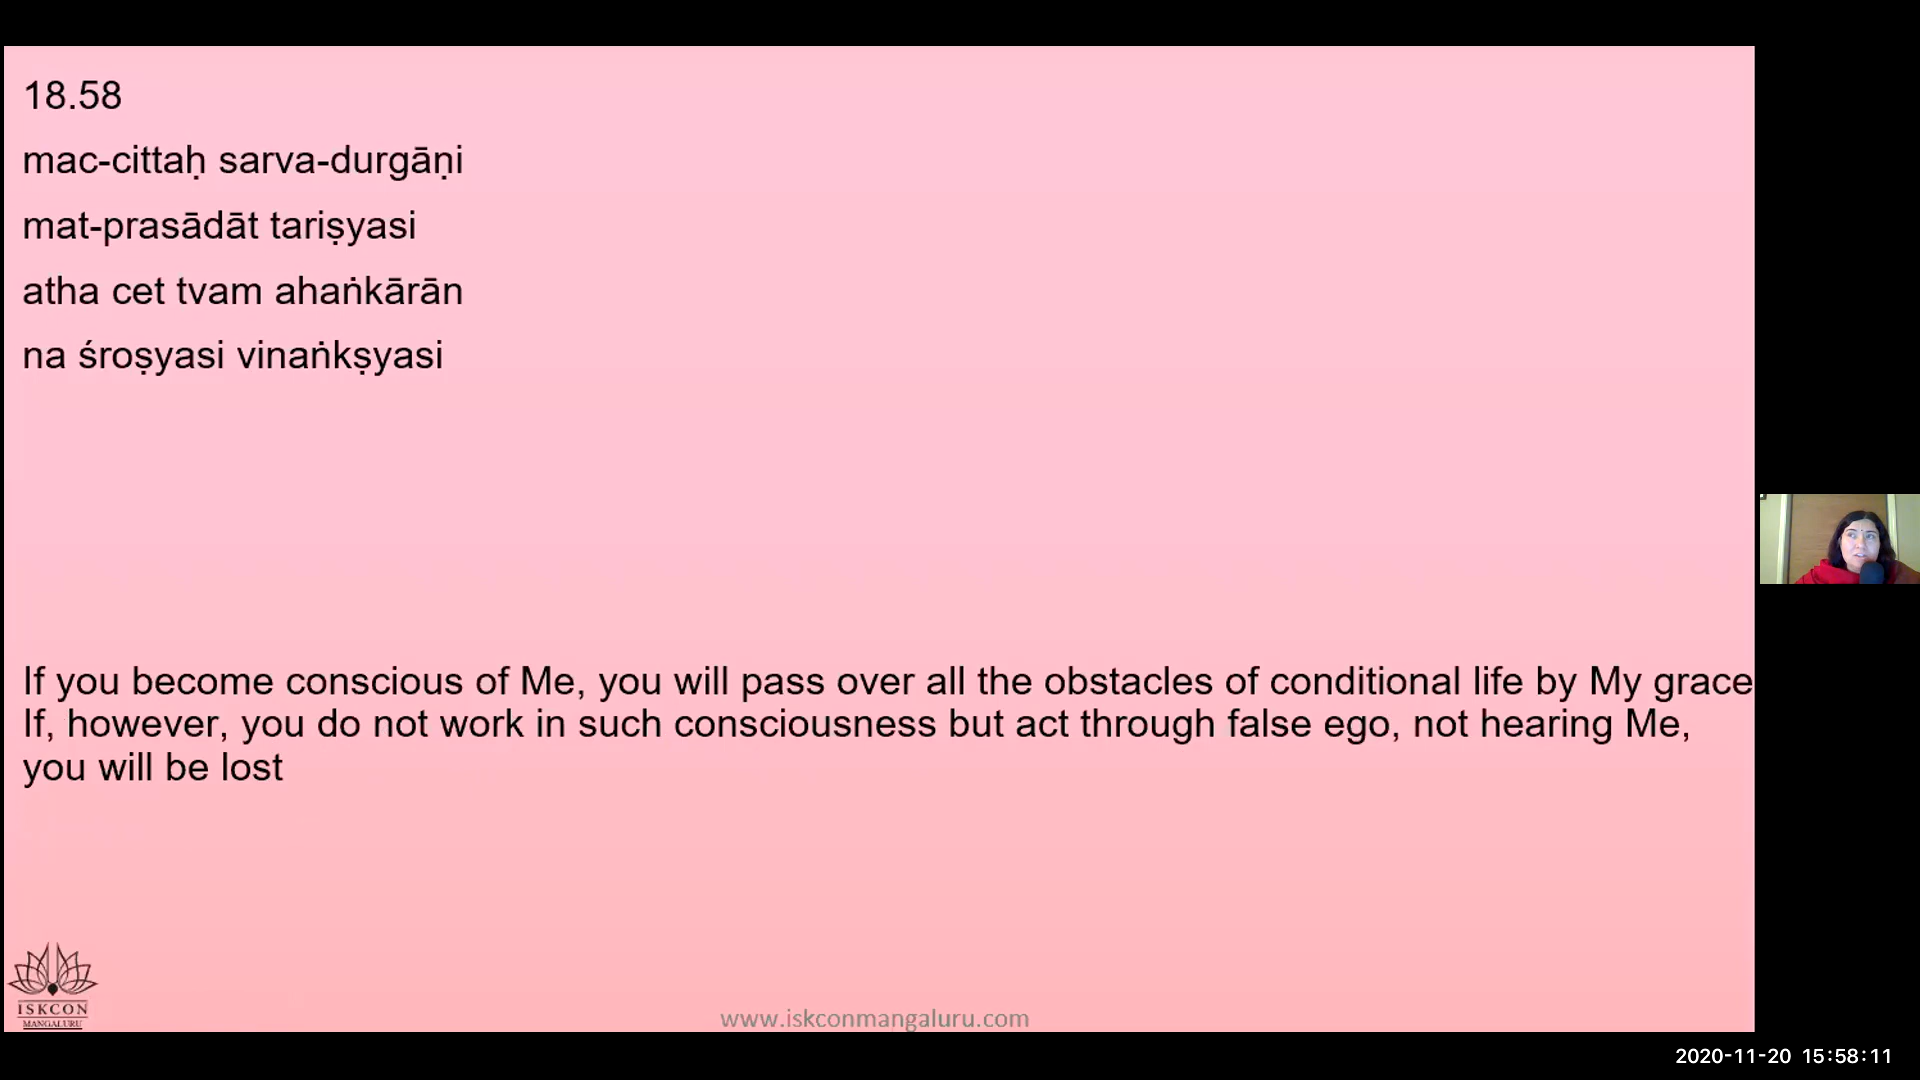 18.58
mac-cittaḥ sarva-durgāṇi
mat-prasādāt tariṣyasi
atha cet tvam ahaṅkārān
na śroṣyasi vinaṅkṣyasi
If you become conscious of Me, you will pass over all the obstacles of conditional life by My grace
If, however, you do not work in such consciousness but act through false ego, not hearing Me,
you will be lost
ISKCON
MANGALURU
www.iskconmangaluru.com
2020-11-20 15:58:11